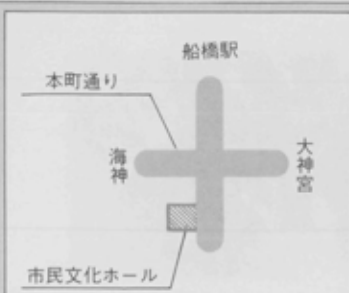 船橋駅
本町通り
海神
大神宮
市民文化ホール